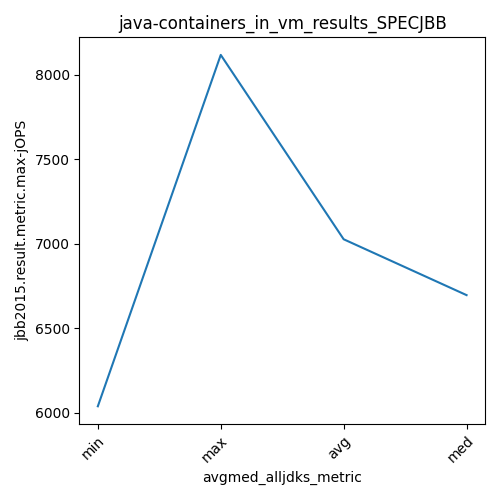 java-containers_in_vm_results_SPECJBB
jbb2015.result.metric.max-jOPS
8000
7500
7000
6500
6000
min
max
avg
med
avgmed_alljdks_metric